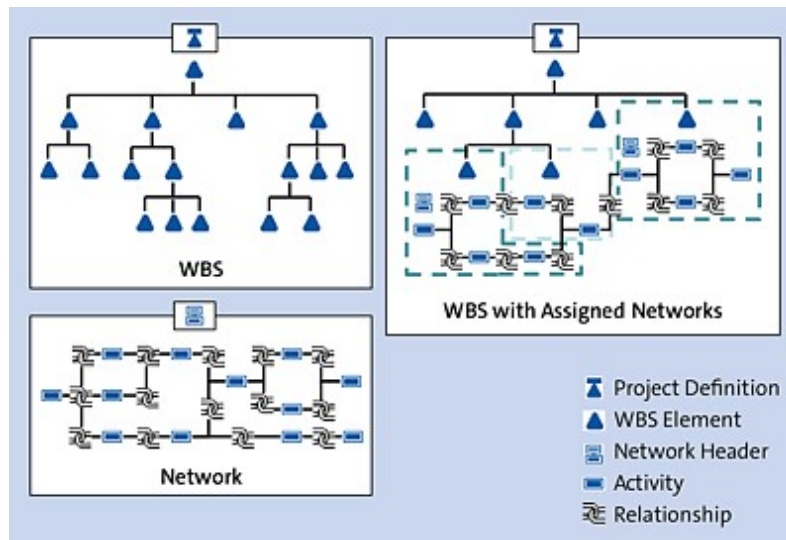 WBS
WBS with Assigned Networks
Network
Project Definition
WBS Element
Network Header
Activity
Relationship